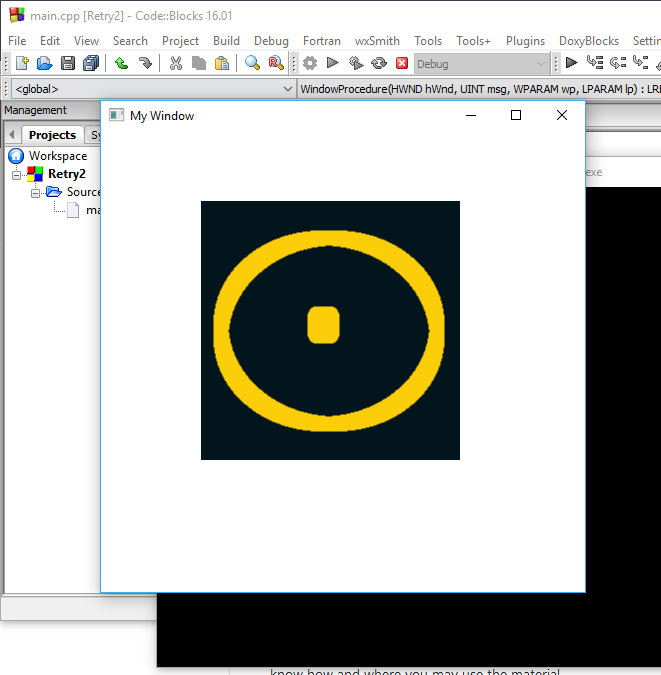 main.cpp [Retry2] - Code::Blocks 16.01
File Edit View Search Project Build Debug Fortran wxSmith Tools Tools+ Plugins DoxyBlocks Settin
Debug
<global>
WindowProcedure(HWND hWnd, UINT msg, WPARAM wp, LPARAM lp) : LRE
Management
My Window
Projects Sy
Workspace
exe
Retry2
Source
ma
know how and where you may use the material